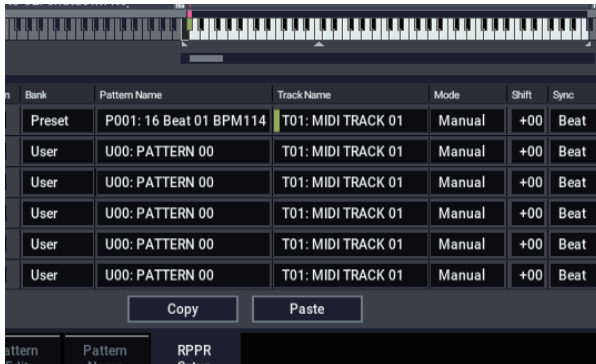 Bank Pattern Name Track Name Mode Shift Sync
Preset P001: 16 Beat 01 BPM114 T01: MIDI TRACK 01 Manual +00 Beat
User U00: PATTERN 00 T01: MIDI TRACK 01 Manual +00 Beat
User U00: PATTERN 00 T01: MIDI TRACK 01 Manual +00 Beat
User U00: PATTERN 00 T01: MIDI TRACK 01 Manual +00 Beat
User U00: PATTERN 00 T01: MIDI TRACK 01 Manual +00 Beat
User U00: PATTERN 00 T01: MIDI TRACK 01 Manual +00 Beat
Copy Paste
Pattern RPPR